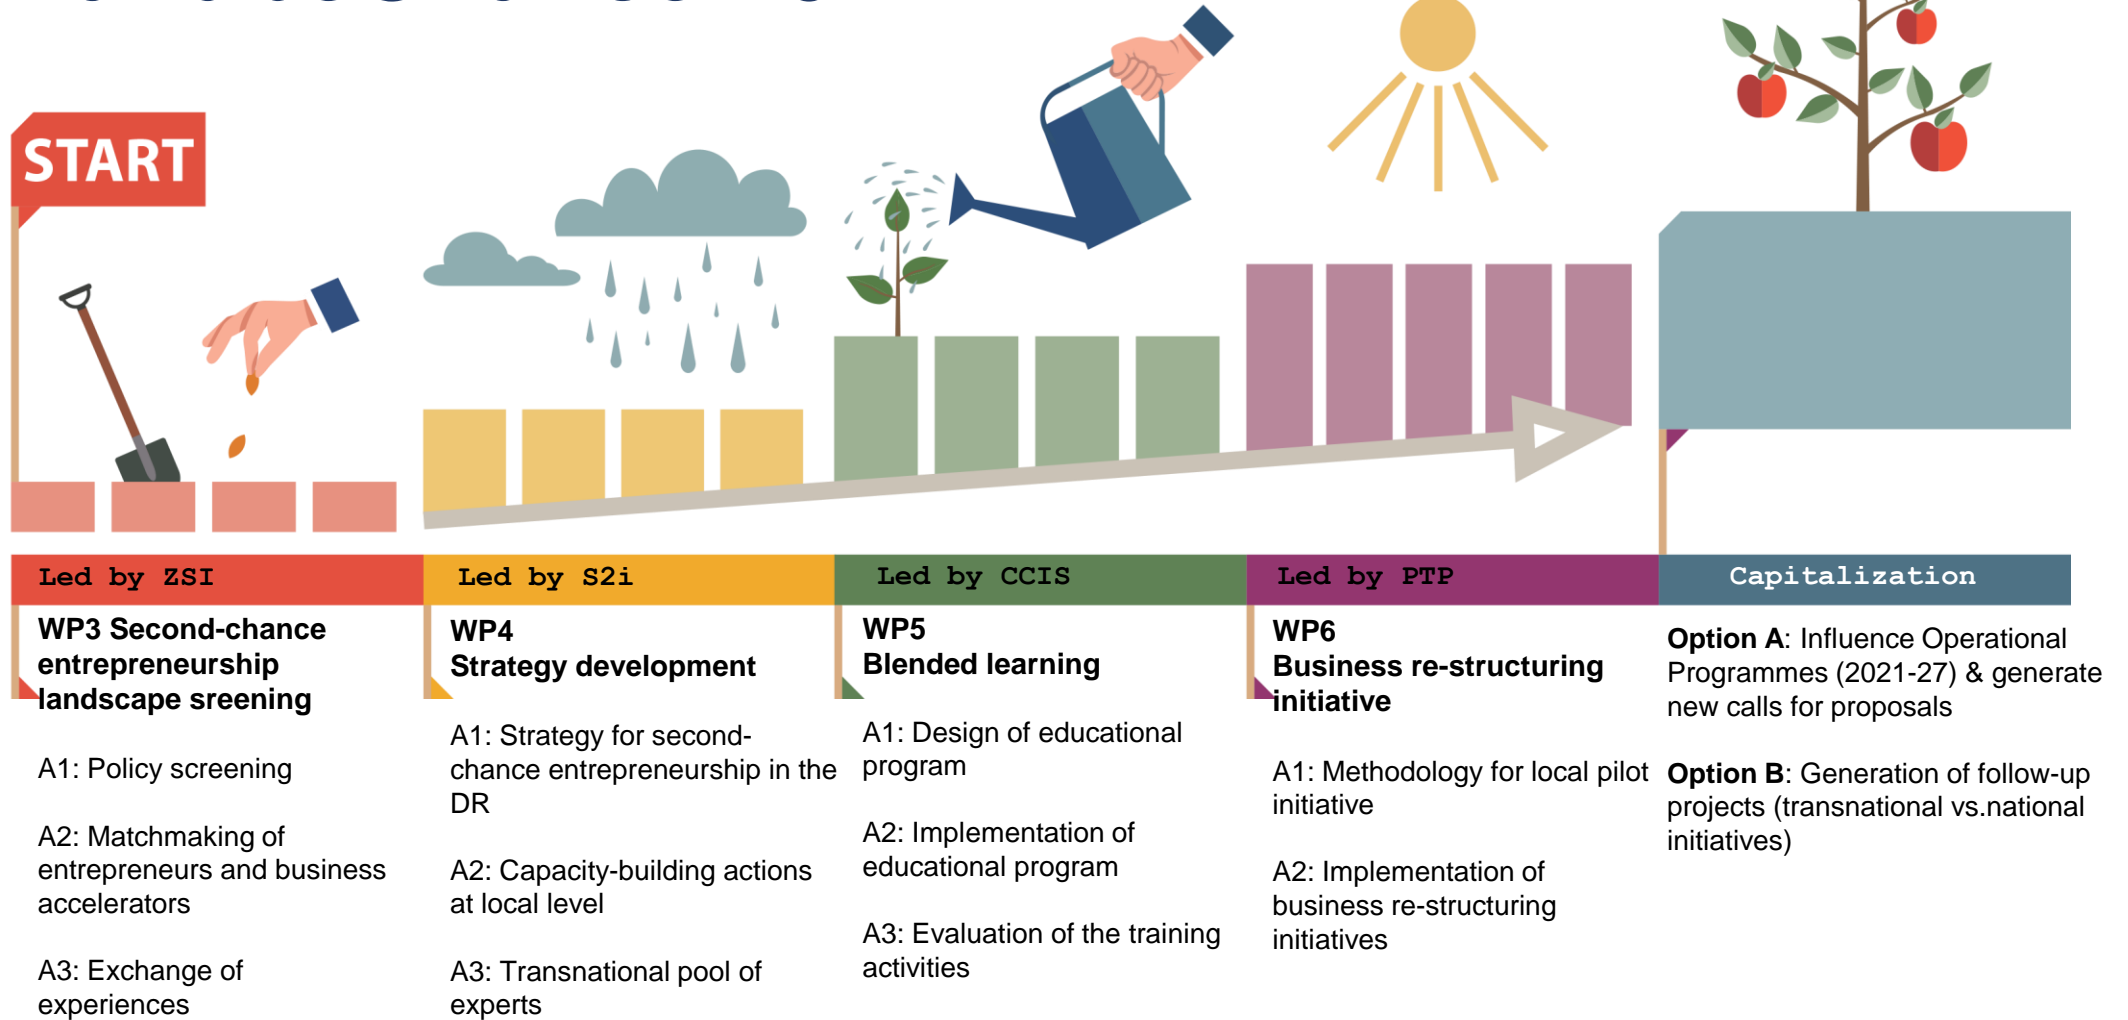 START
Led by ZSI
WP3 Second-chance
entrepreneurship
landscape sreening
A1: Policy screening
A2: Matchmaking of
entrepreneurs and business
accelerators
A3: Exchange of
experiences
Led by S2i
WP4
Strategy development
A1: Strategy for second-
chance entrepreneurship in the
DR
A2: Capacity-building actions
at local level
A3: Transnational pool of
experts
Led by CCIS
WP5
Blended learning
A1: Design of educational
program
A2: Implementation of
educational program
A3: Evaluation of the training
activities
Led by PTP
WP6
Business re-structuring
initiative
A1: Methodology for local pilot
initiative
A2: Implementation of
business re-structuring
initiatives
Capitalization
Option A: Influence Operational
Programmes (2021-27) & generate
new calls for proposals
Option B: Generation of follow-up
projects (transnational vs.national
initiatives)